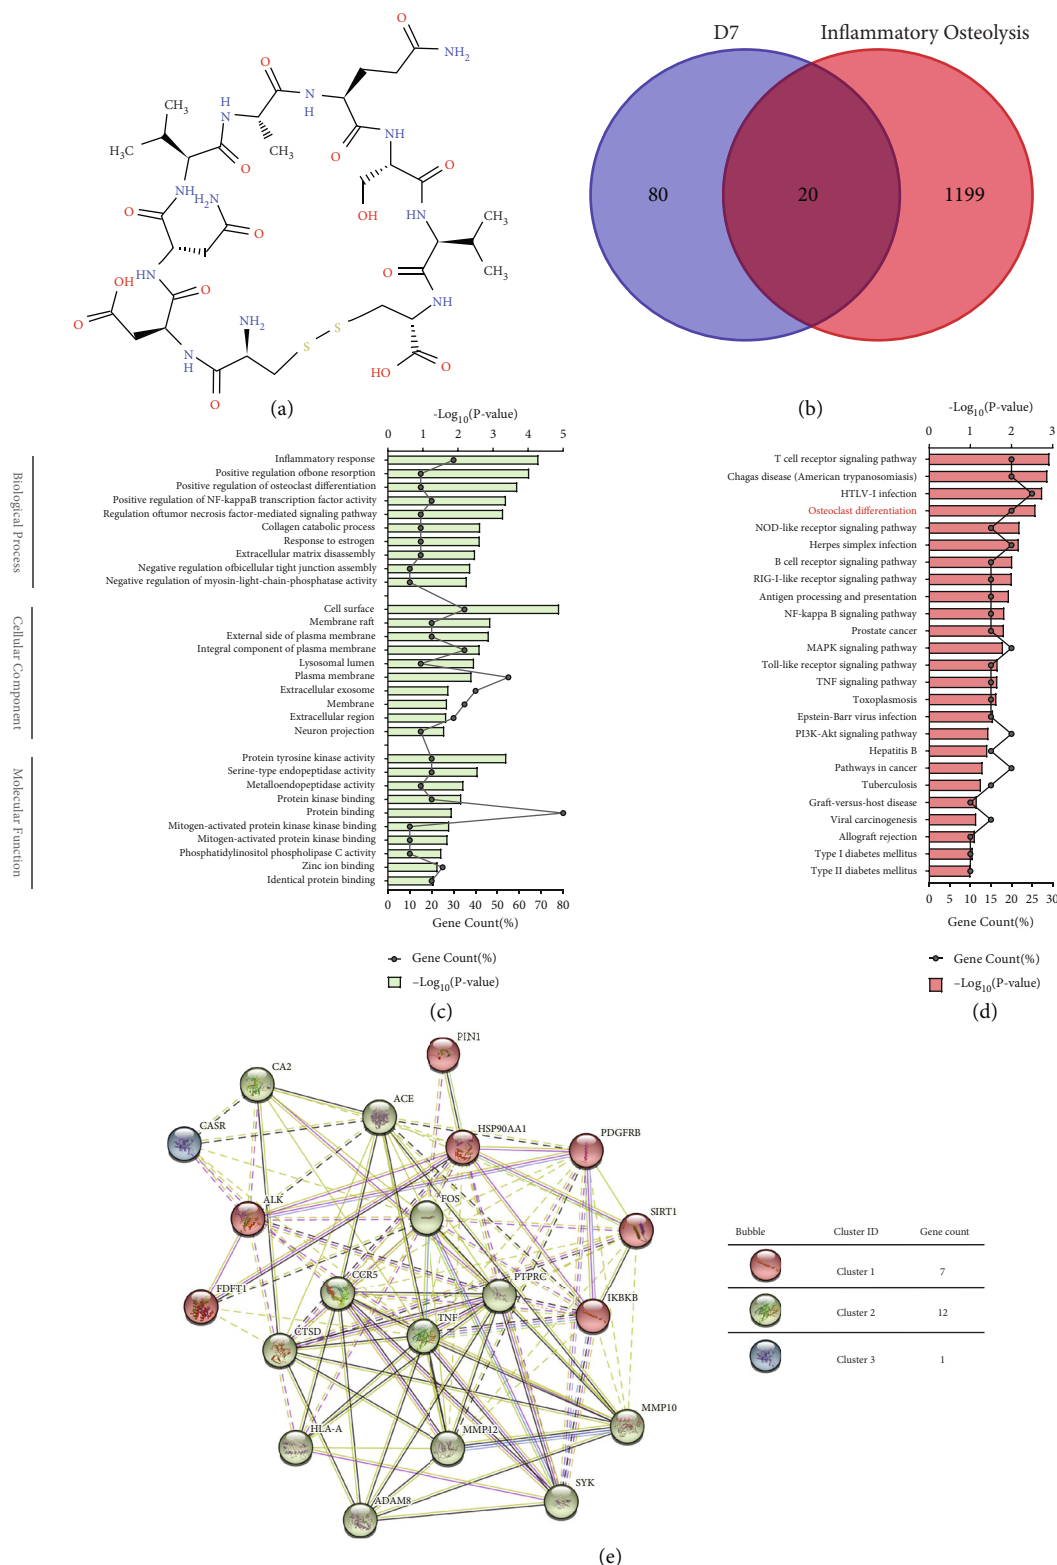 O
NH2
O
H
N
N
H
O
CH3
CH3
H3C
O
NH
O
NH
O
OH
HN
CH3
CH3
O
NH
H2N
O
O
HN
OH
O
O
NH2
N
H
O
S
S
NH
O
HO
O
(a)
D7
Inflammatory Osteolysis
80
20
1199
(b)
-Log10(P-value)
0 1 2 3 4 5
Biological Process
Inflammatory response
Positive regulation ofbone resorption
Positive regulation of osteoclast differentiation
Positive regulation of NF-kappaB transcription factor activity
Regulation oftumor necrosis factor-mediated signaling pathway
Collagen catabolic process
Response to estrogen
Extracellular matrix disassembly
Negative regulation ofbicellular tight junction assembly
Negative regulation of myosin-light-chain-phosphatase activity
Cellular Component
Cell surface
Membrane raft
External side of plasma membrane
Integral component of plasma membrane
Lysosomal lumen
Plasma membrane
Extracellular exosome
Membrane
Extracellular region
Neuron projection
Molecular Function
Protein tyrosine kinase activity
Serine-type endopeptidase activity
Metalloendopeptidase activity
Protein kinase binding
Protein binding
Mitogen-activated protein kinase kinase binding
Mitogen-activated protein kinase binding
Phosphatidylinositol phospholipase C activity
Zinc ion binding
Identical protein binding
0 10 20 30 40 50 60 70 80
Gene Count(%)
Gene Count(%)
−Log10(P-value)
(c)
-Log10(P-value)
0 1 2 3
T cell receptor signaling pathway
Chagas disease (American trypanosomiasis)
HTLV-I infection
Osteoclast differentiation
NOD-like receptor signaling pathway
Herpes simplex infection
B cell receptor signaling pathway
RIG-I-like receptor signaling pathway
Antigen processing and presentation
NF-kappa B signaling pathway
Prostate cancer
MAPK signaling pathway
Toll-like receptor signaling pathway
TNF signaling pathway
Toxoplasmosis
Epstein-Barr virus infection
PI3K-Akt signaling pathway
Hepatitis B
Pathways in cancer
Tuberculosis
Graft-versus-host disease
Viral carcinogenesis
Allograft rejection
Type I diabetes mellitus
Type II diabetes mellitus
0 5 10 15 20 25 30
Gene Count(%)
Gene Count(%)
−Log10(P-value)
(d)
PIN1
CA2
ACE
CASR
HSP90AA1
PDGFRB
ALK
FOS
SIRT1
CCR5
PTPRC
FDFT1
IKBKB
CTSD
TNF
MMP10
HLA-A
MMP12
SYK
ADAM8
Bubble Cluster ID Gene count
Cluster 1 7
Cluster 2 12
Cluster 3 1
(e)